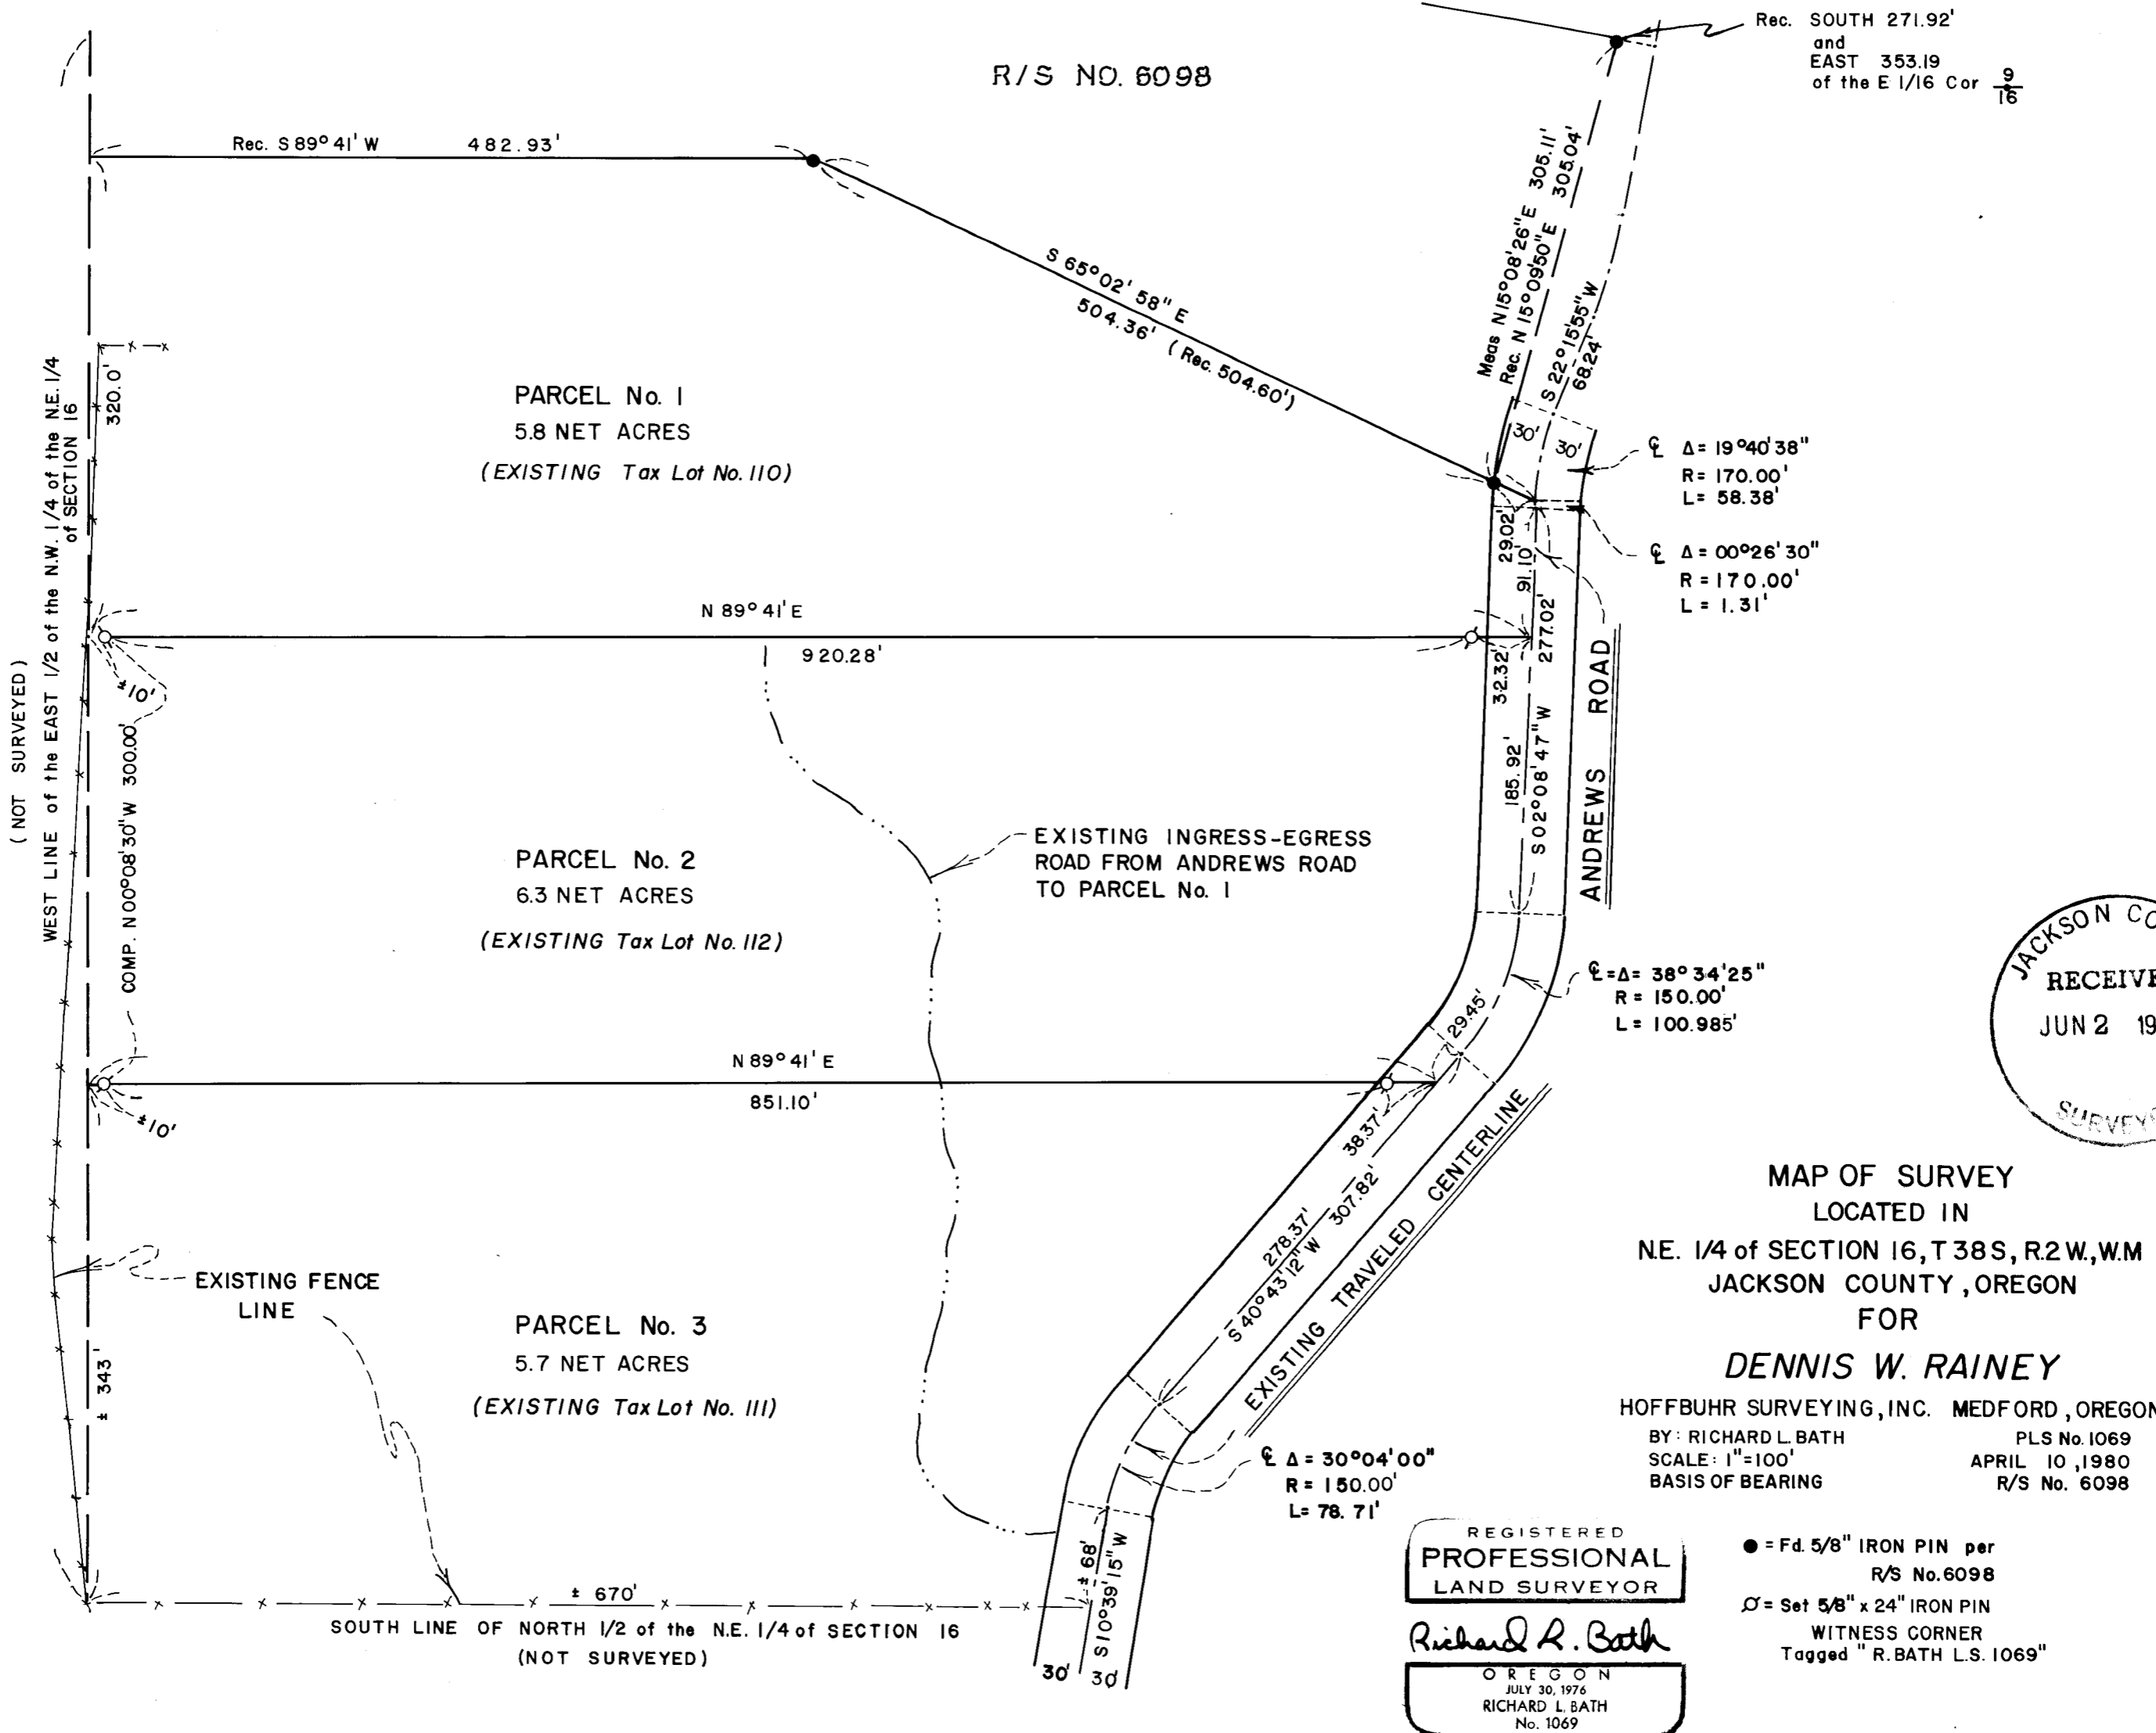 Rec. SOUTH 271.92'
and
EAST 353.19
of the E 1/16 Cor 9/16
R/S NO. 6098
Rec. S 89° 41' W 482.93'
Meas N 15° 08' 26" E 305.11'
Rec. N 15° 09' 50" E 305.04'
S 22° 15' 55" W
68.24'
S 65° 02' 58" E
504.36' (Rec. 504.60')
(NOT SURVEYED)
WEST LINE of the EAST 1/2 of the N.W. 1/4 of the N.E. 1/4
of SECTION 16
320.0'
PARCEL No. 1
5.8 NET ACRES
(EXISTING Tax Lot No. 110)
30'
30'
℄ Δ = 19° 40' 38"
R = 170.00'
L = 58.38'
29.02'
91.10'
℄ Δ = 00° 26' 30"
R = 170.00'
L = 1.31'
N 89° 41' E
920.28'
± 10'
32.32'
277.02'
185.92'
S 02° 08' 47" W
ANDREWS ROAD
COMP. N 00° 08' 30" W 300.00'
PARCEL No. 2
6.3 NET ACRES
(EXISTING Tax Lot No. 112)
EXISTING INGRESS-EGRESS
ROAD FROM ANDREWS ROAD
TO PARCEL No. 1
℄ = Δ = 38° 34' 25"
R = 150.00'
L = 100.985'
29.45'
JACKSON
RECEIVE
JUN 2 19
N 89° 41' E
851.10'
± 10'
38.37'
278.37'
307.82'
S 40° 43' 12" W
EXISTING TRAVELED CENTERLINE
EXISTING FENCE
LINE
± 343'
PARCEL No. 3
5.7 NET ACRES
(EXISTING Tax Lot No. 111)
℄ Δ = 30° 04' 00"
R = 150.00'
L = 78.71'
± 68'
S 10° 39' 15" W
30'
30'
± 670'
SOUTH LINE OF NORTH 1/2 of the N.E. 1/4 of SECTION 16
(NOT SURVEYED)
MAP OF SURVEY
LOCATED IN
N.E. 1/4 of SECTION 16, T 38 S, R.2 W., W.M
JACKSON COUNTY, OREGON
FOR
DENNIS W. RAINEY
HOFFBUHR SURVEYING, INC. MEDFORD, OREGON
BY: RICHARD L. BATH PLS No. 1069
SCALE: 1"=100' APRIL 10, 1980
BASIS OF BEARING R/S No. 6098
REGISTERED
PROFESSIONAL
LAND SURVEYOR
Richard L. Bath
OREGON
JULY 30, 1976
RICHARD L. BATH
No. 1069
● = Fd. 5/8" IRON PIN per
R/S No. 6098
Ø = Set 5/8" x 24" IRON PIN
WITNESS CORNER
Tagged "R. BATH L.S. 1069"